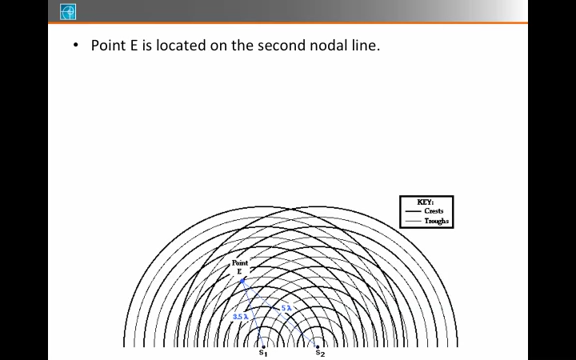 • Point E is located on the second nodal line.
KEY:
Crests
Troughs
Point
E
3.5 λ
5 λ
S1
S2